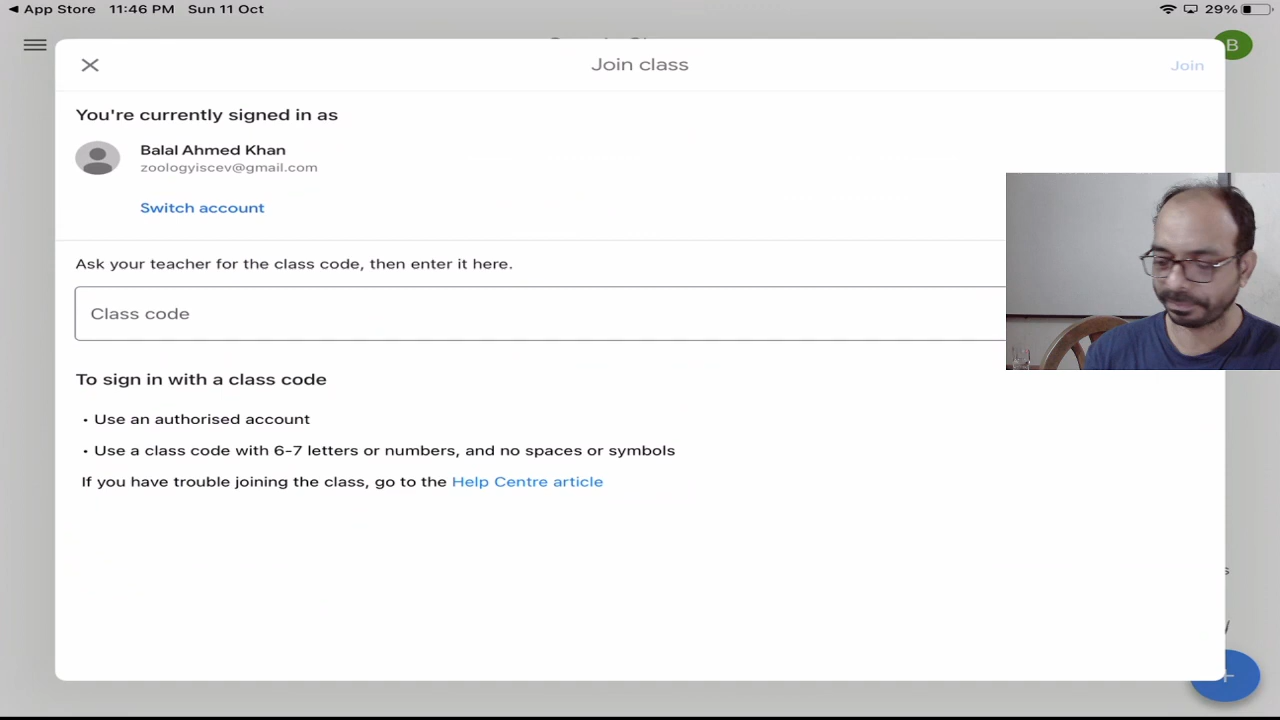 App Store 11:46 PM Sun 11 Oct 29%
Join class Join
B
You're currently signed in as
Balal Ahmed Khan
zoologyiscev@gmail.com
Switch account
Ask your teacher for the class code, then enter it here.
Class code
To sign in with a class code
• Use an authorised account
• Use a class code with 6-7 letters or numbers, and no spaces or symbols
If you have trouble joining the class, go to the Help Centre article